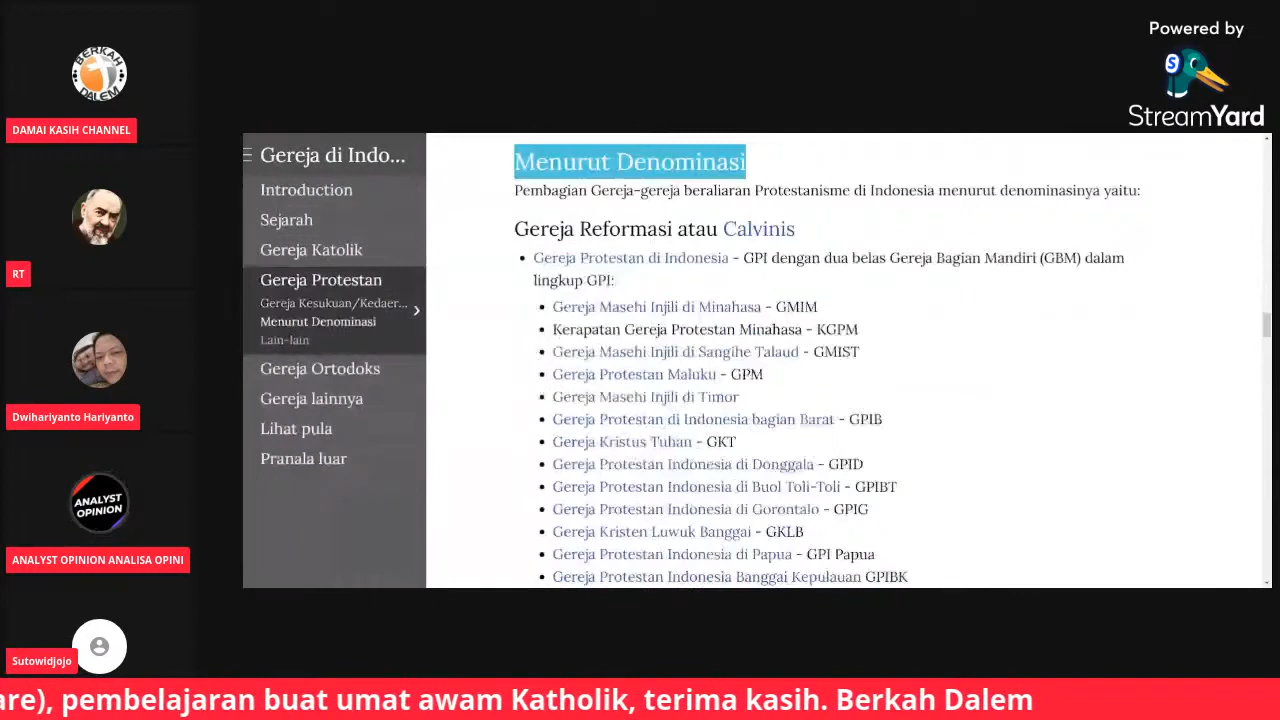 Powered by
StreamYard
BERKAH
DALEM
DAMAI KASIH CHANNEL
RT
Dwihariyanto Hariyanto
ANALYST
OPINION
ANALYST OPINION ANALISA OPINI
Sutowidjojo
Gereja di Indo...
Introduction
Sejarah
Gereja Katolik
Gereja Protestan
Gereja Kesukuan/Kedaer...
Menurut Denominasi
Lain-lain
Gereja Ortodoks
Gereja lainnya
Lihat pula
Pranala luar
Menurut Denominasi
Pembagian Gereja-gereja beraliaran Protestanisme di Indonesia menurut denominasinya yaitu:
Gereja Reformasi atau Calvinis
Gereja Protestan di Indonesia - GPI dengan dua belas Gereja Bagian Mandiri (GBM) dalam
lingkup GPI:
Gereja Masehi Injili di Minahasa - GMIM
Kerapatan Gereja Protestan Minahasa - KGPM
Gereja Masehi Injili di Sangihe Talaud - GMIST
Gereja Protestan Maluku - GPM
Gereja Masehi Injili di Timor
Gereja Protestan di Indonesia bagian Barat - GPIB
Gereja Kristus Tuhan - GKT
Gereja Protestan Indonesia di Donggala - GPID
Gereja Protestan Indonesia di Buol Toli-Toli - GPIBT
Gereja Protestan Indonesia di Gorontalo - GPIG
Gereja Kristen Luwuk Banggai - GKLB
Gereja Protestan Indonesia di Papua - GPI Papua
Gereja Protestan Indonesia Banggai Kepulauan GPIBK
are), pembelajaran buat umat awam Katholik, terima kasih. Berkah Dalem